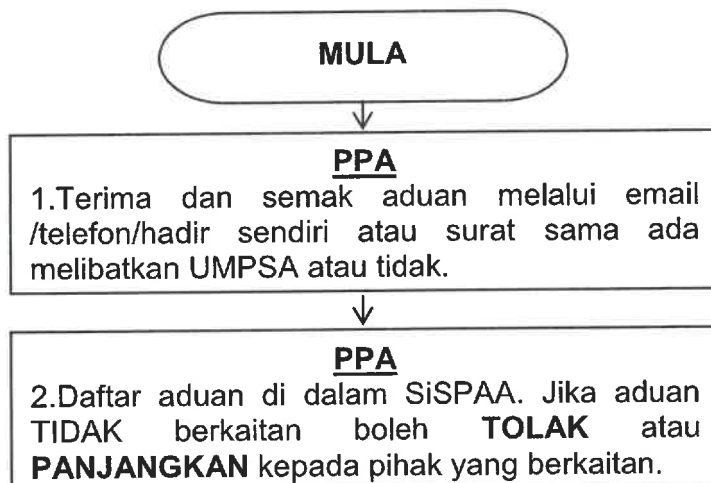 MULA
PPA
1.Terima dan semak aduan melalui email
/telefon/hadir sendiri atau surat sama ada
melibatkan UMPSA atau tidak.
PPA
2.Daftar aduan di dalam SiSPAA. Jika aduan
TIDAK berkaitan boleh TOLAK atau
PANJANGKAN kepada pihak yang berkaitan.